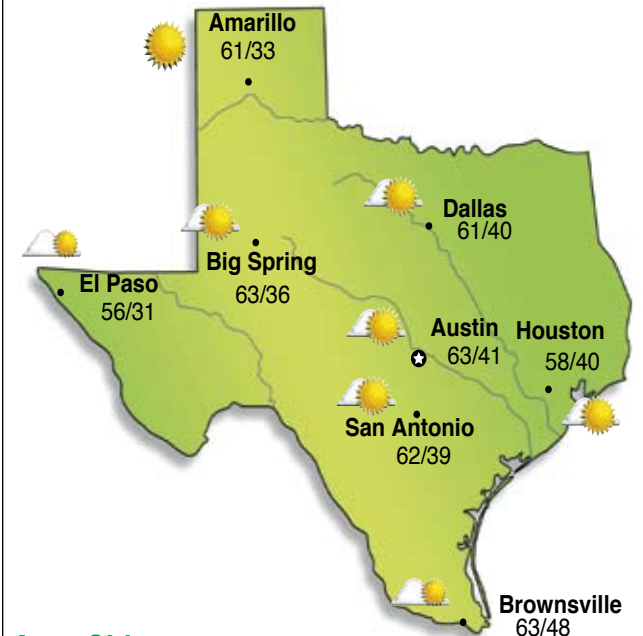 Amarillo
61/33
Dallas
61/40
Big Spring
63/36
El Paso
56/31
Austin
63/41
Houston
58/40
San Antonio
62/39
Brownsville
63/48